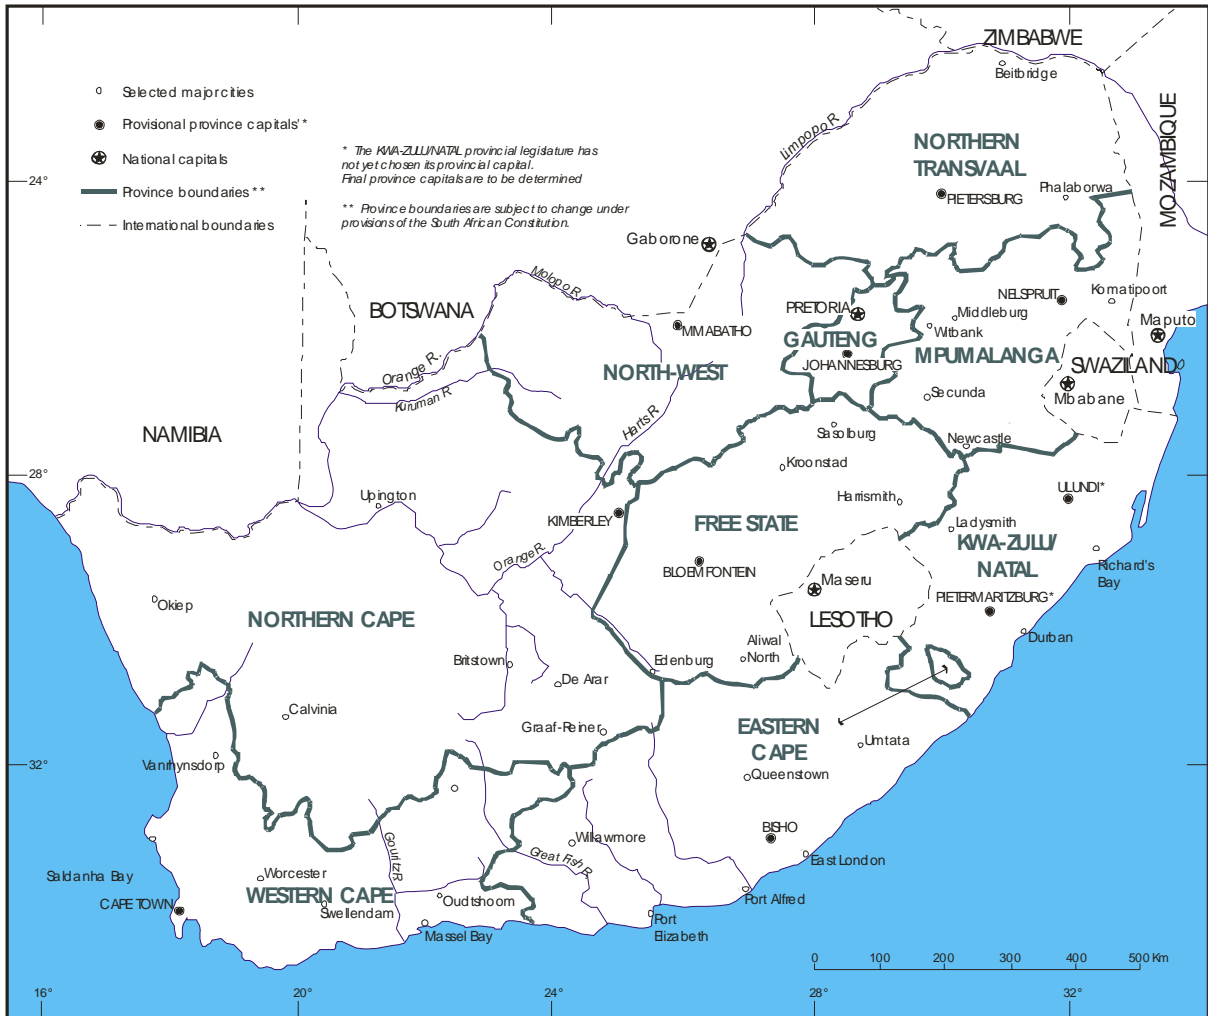 ZIMBABWE
Beitbridge
Selected major cities
Provisional province capitals'*
National capitals
Province boundaries **
International boundaries
* The KWA-ZULU/NATAL provincial legislature has
not yet chosen its provincial capital.
Final province capitals are to be determined
** Province boundaries are subject to change under
provisions of the South African Constitution.
Limpopo R.
NORTHERN
TRANSVAAL
MOZAMBIQUE
24°
PIETERSBURG
Phalaborwa
Gaborone
Molopo R.
BOTSWANA
MMABATHO
PRETORIA
GAUTENG
JOHANNESBURG
NELSPRUIT
Komatipoort
Middleburg
Witbank
Maputo
MPUMALANGA
SWAZILAND
Mbabane
Secunda
NORTH-WEST
Orange R.
Kuruman R.
Harts R.
NAMIBIA
Sasolburg
Newcastle
Kroonstad
28°
Upington
Harrismith
ULUNDI*
KIMBERLEY
FREE STATE
Ladysmith
KWA-ZULU/
NATAL
Orange R.
BLOEMFONTEIN
Maseru
Richard's
Bay
Okiep
PIETERMARITZBURG*
NORTHERN CAPE
LESOTHO
Durban
Britstown
Edenburg
Aliwal
North
De Arar
Calvinia
Graaf-Reiner
EASTERN
CAPE
Umtata
32°
Vanrhynsdorp
Queenstown
BISHO
Willawmore
Gouritz R.
Great Fish R.
East London
Saldanha Bay
Worcester
WESTERN CAPE
CAPE TOWN
Swellendam
Oudtshoorn
Port Alfred
Massel Bay
Port
Elizabeth
0 100 200 300 400 500 Km
16° 20° 24° 28° 32°